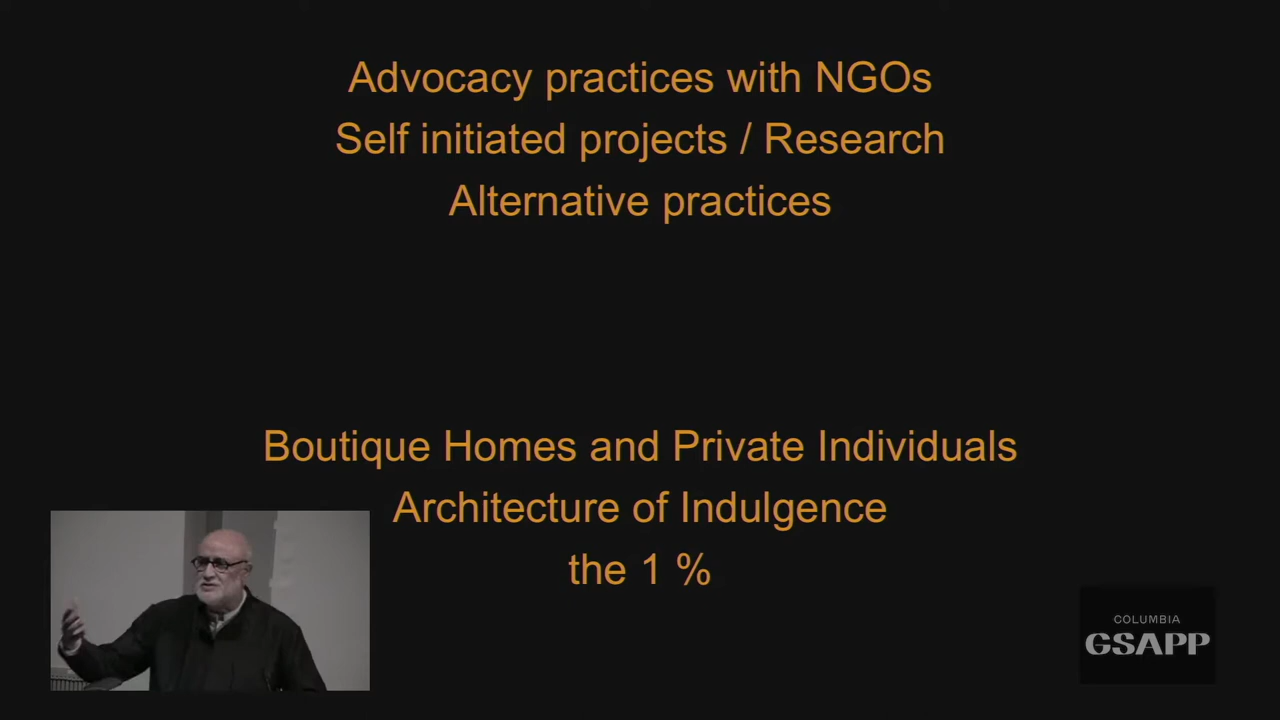 Advocacy practices with NGOs
Self initiated projects / Research
Alternative practices
Boutique Homes and Private Individuals
Architecture of Indulgence
the 1 %
COLUMBIA
GSAPP